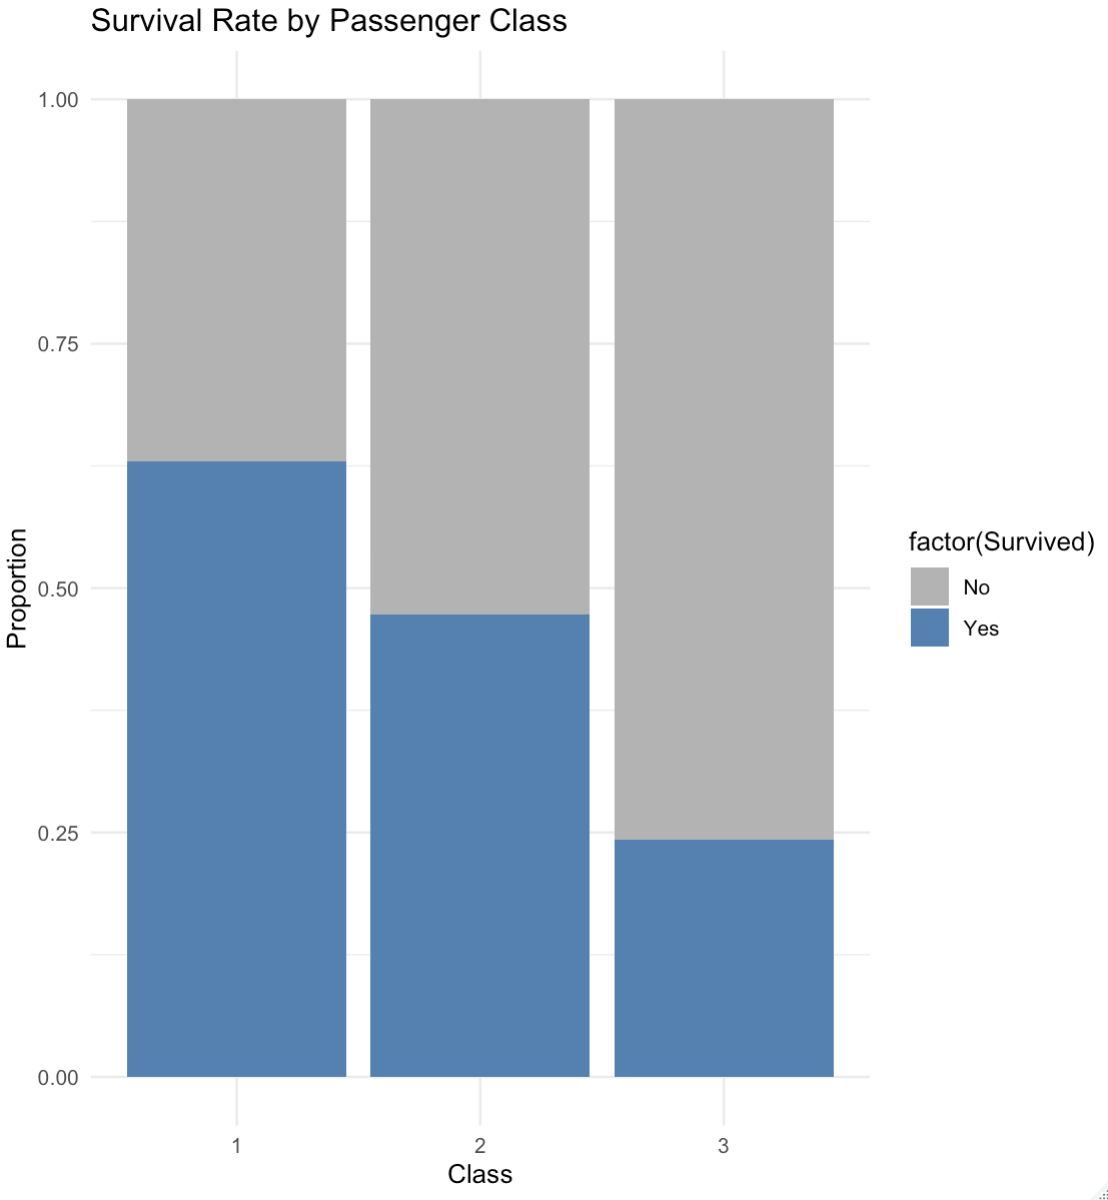 Survival Rate by Passenger Class
1.00
0.75
0.50
0.25
0.00
Proportion
1 2 3
Class
factor(Survived)
No
Yes